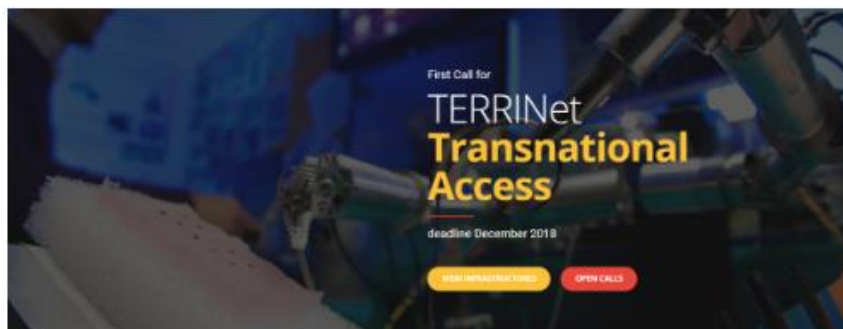 First Call for
TERRINet
Transnational
Access
deadline December 2018
VIEW INFRASTRUCTURES OPEN CALLS